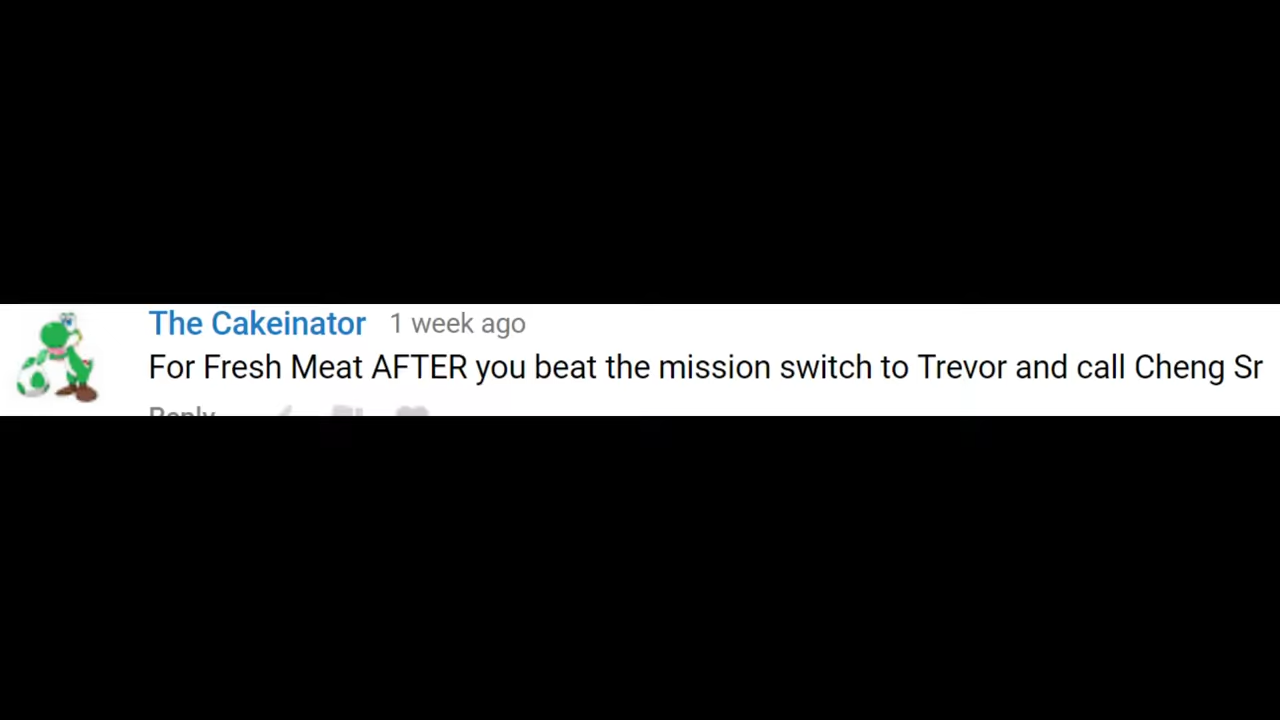 The Cakeinator 1 week ago
For Fresh Meat AFTER you beat the mission switch to Trevor and call Cheng Sr
Reply